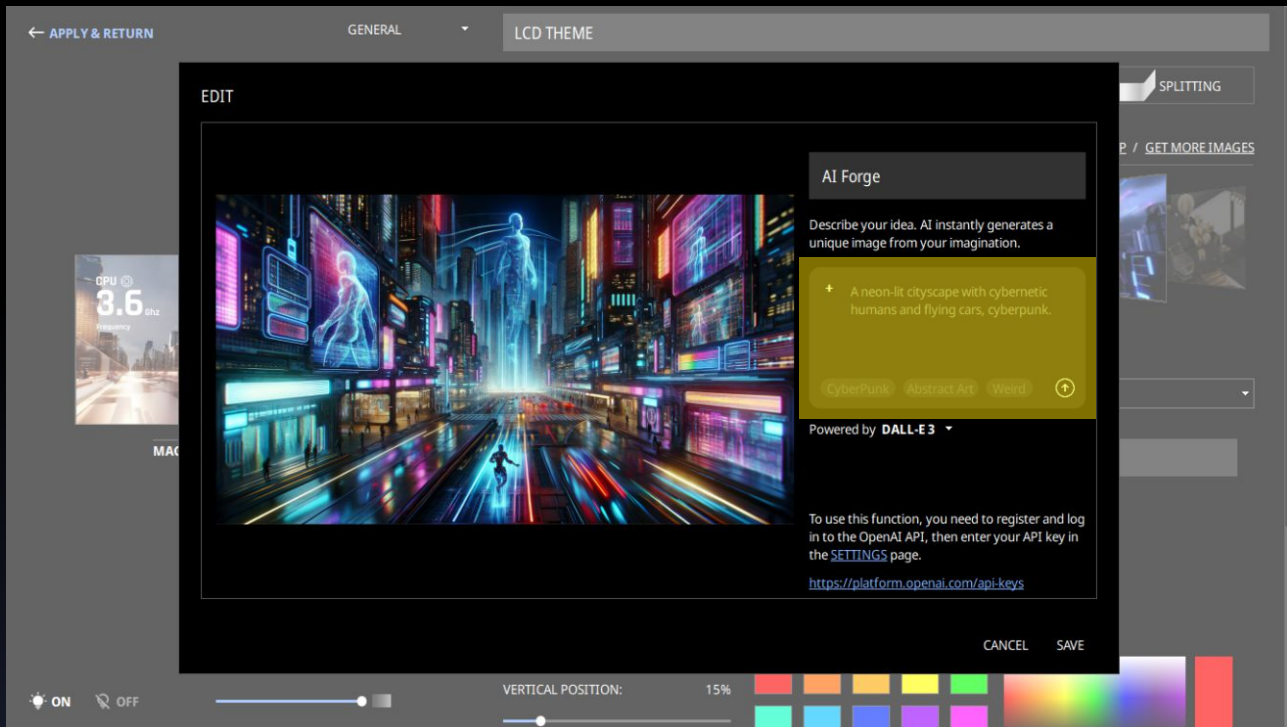 ← APPLY & RETURN
GENERAL
LCD THEME
SPLITTING
P / GET MORE IMAGES
EDIT
AI Forge
Describe your idea. AI instantly generates a
unique image from your imagination.
+ A neon-lit cityscape with cybernetic
humans and flying cars, cyberpunk.
CyberPunk Abstract Art Weird
Powered by DALL-E 3
To use this function, you need to register and log
in to the OpenAI API, then enter your API key in
the SETTINGS page.
https://platform.openai.com/api-keys
CANCEL SAVE
CPU
3.6 Ghz
Frequency
MAG
ON OFF
VERTICAL POSITION: 15%